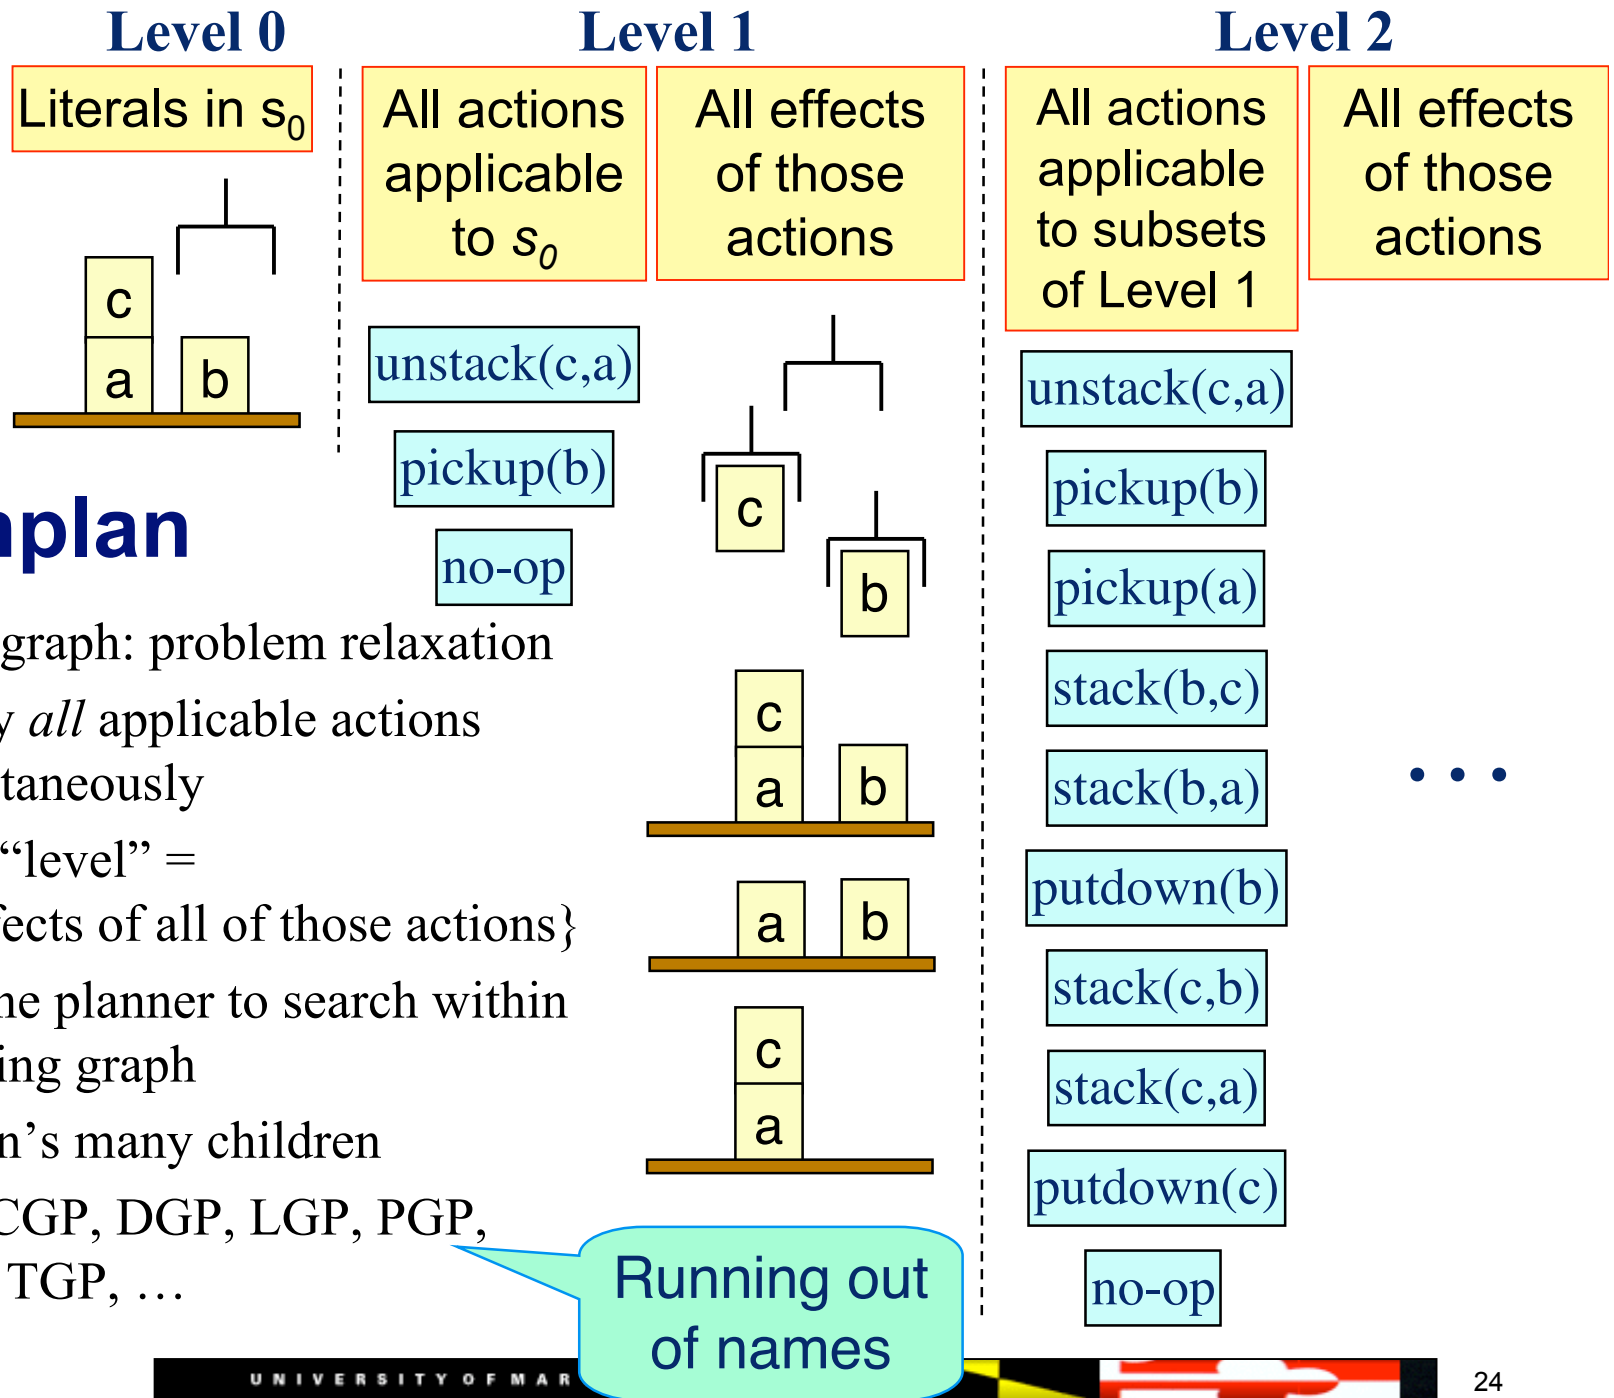 Level 0
Level 1
Level 2
Literals in s0
All actions
applicable
to s0
All effects
of those
actions
All actions
applicable
to subsets
of Level 1
All effects
of those
actions
c
a
b
unstack(c,a)
pickup(b)
no-op
c
b
c
a
b
a
b
c
a
unstack(c,a)
pickup(b)
pickup(a)
stack(b,c)
stack(b,a)
putdown(b)
stack(c,b)
stack(c,a)
putdown(c)
no-op
• • •
nplan
graph: problem relaxation
y all applicable actions
taneously
“level” =
fects of all of those actions}
ne planner to search within
ing graph
n’s many children
CGP, DGP, LGP, PGP,
TGP, …
Running out
of names
UNIVERSITY OF MAR
24